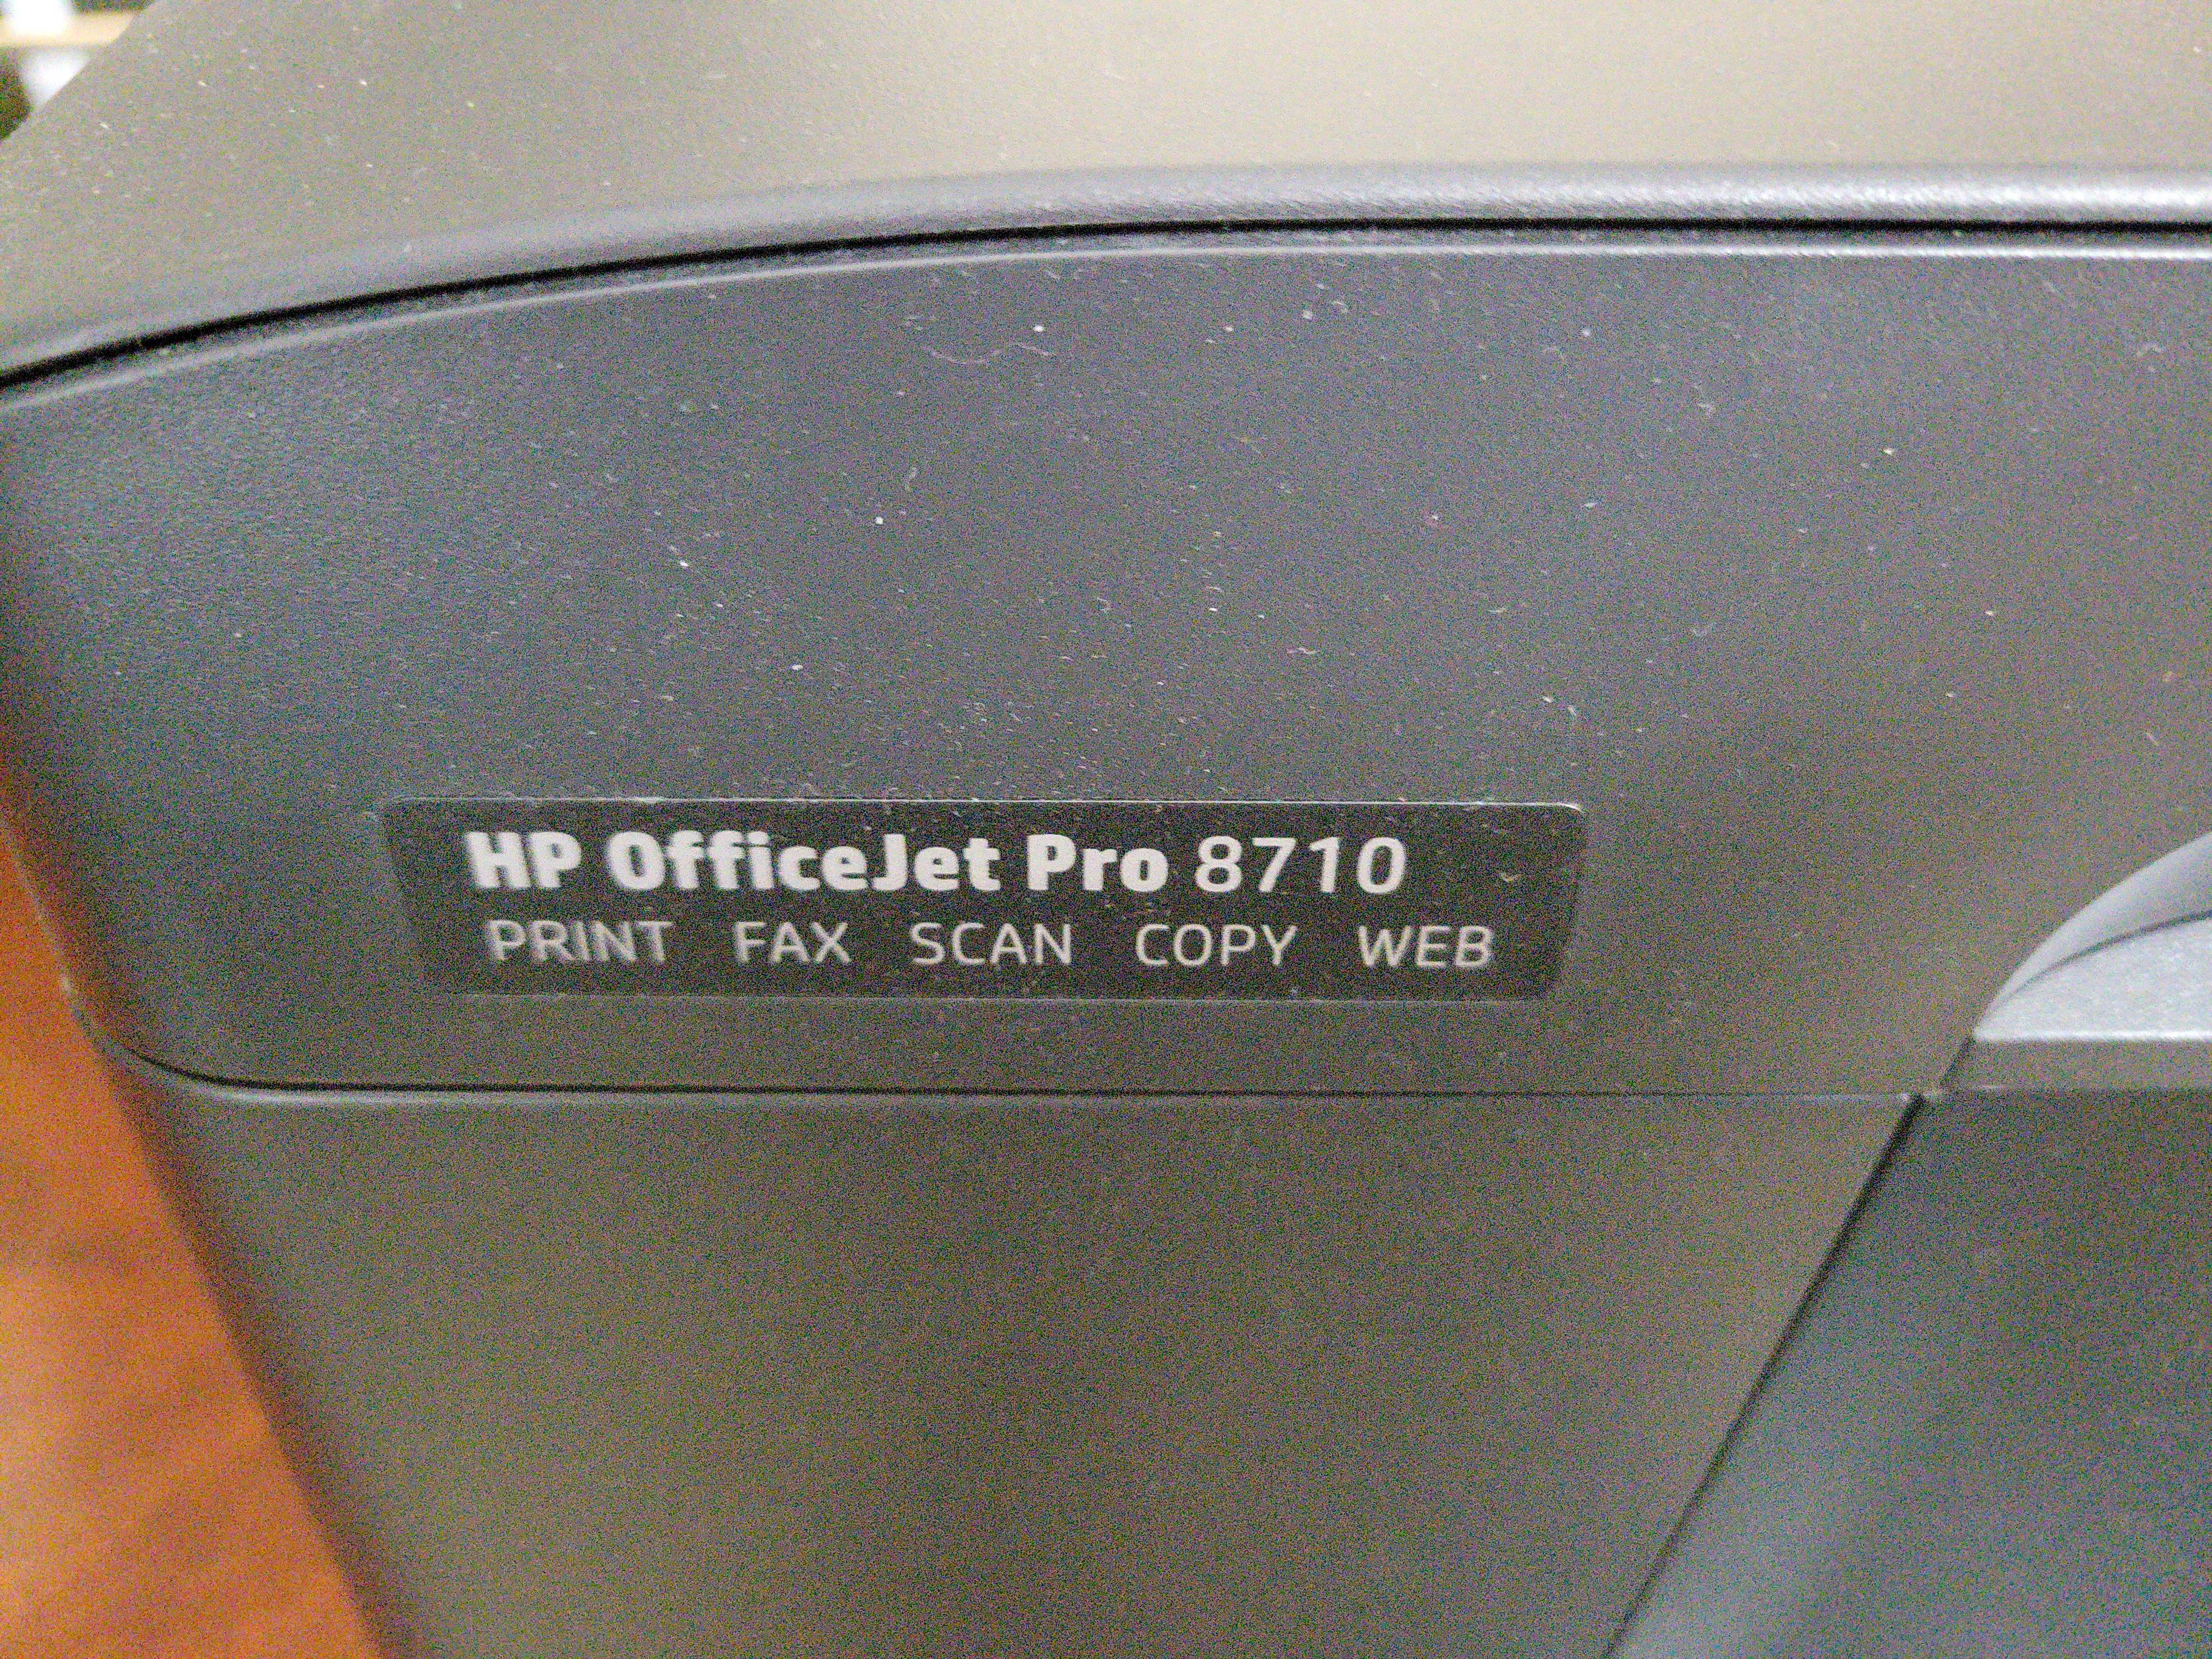 HP OfficeJet Pro 8710
PRINT FAX SCAN COPY WEB